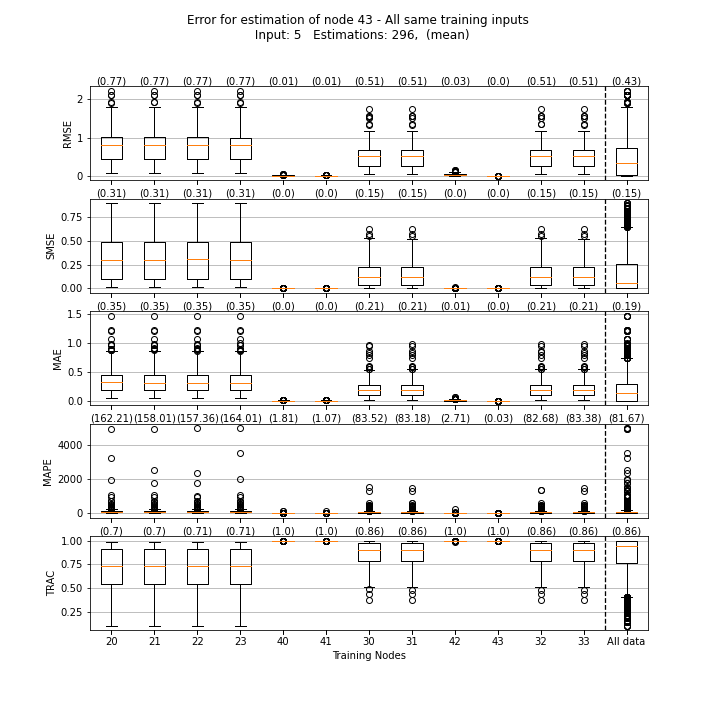 Error for estimation of node 43 - All same training inputs
Input: 5 Estimations: 296, (mean)
(0.77) (0.77) (0.77) (0.77) (0.01) (0.01) (0.51) (0.51) (0.03) (0.0) (0.51) (0.51) (0.43)
RMSE
2
1
0
(0.31) (0.31) (0.31) (0.31) (0.0) (0.0) (0.15) (0.15) (0.0) (0.0) (0.15) (0.15) (0.15)
SMSE
0.75
0.50
0.25
0.00
(0.35) (0.35) (0.35) (0.35) (0.0) (0.0) (0.21) (0.21) (0.01) (0.0) (0.21) (0.21) (0.19)
MAE
1.5
1.0
0.5
0.0
(162.21) (158.01) (157.36) (164.01) (1.81) (1.07) (83.52) (83.18) (2.71) (0.03) (82.68) (83.38) (81.67)
MAPE
4000
2000
0
(0.7) (0.7) (0.71) (0.71) (1.0) (1.0) (0.86) (0.86) (1.0) (1.0) (0.86) (0.86) (0.86)
TRAC
1.00
0.75
0.50
0.25
20 21 22 23 40 41 30 31 42 43 32 33 All data
Training Nodes